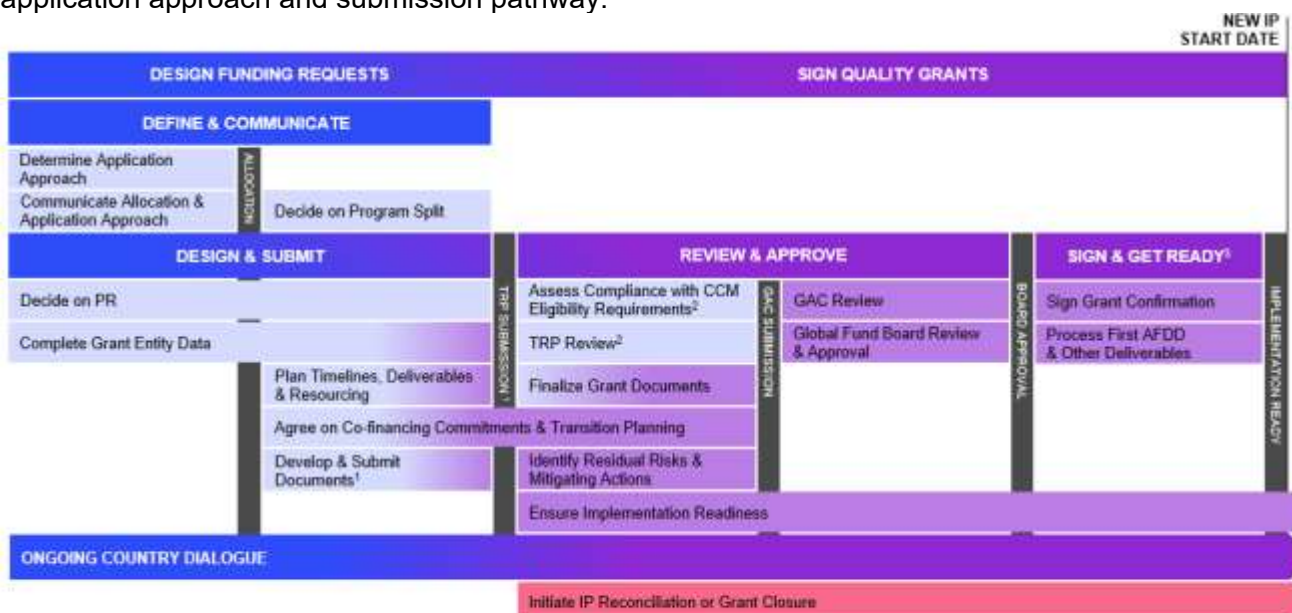 application approach and submission pathway.
NEW IP
START DATE
DESIGN FUNDING REQUESTS
SIGN QUALITY GRANTS
DEFINE & COMMUNICATE
Determine Application
Approach
Communicate Allocation &
Application Approach
ALLOCATION
Decide on Program Split
DESIGN & SUBMIT
REVIEW & APPROVE
SIGN & GET READY³
Decide on PR
Complete Grant Entity Data
Plan Timelines, Deliverables
& Resourcing
Agree on Co-financing Commitments & Transition Planning
Develop & Submit
Documents¹
TRP SUBMISSION¹
Assess Compliance with CCM
Eligibility Requirements²
TRP Review²
Finalize Grant Documents
Identify Residual Risks &
Mitigating Actions
Ensure Implementation Readiness
GAC SUBMISSION
GAC Review
Global Fund Board Review
& Approval
BOARD APPROVAL
Sign Grant Confirmation
Process First AFDD
& Other Deliverables
IMPLEMENTATION READY
ONGOING COUNTRY DIALOGUE
Initiate IP Reconciliation or Grant Closure